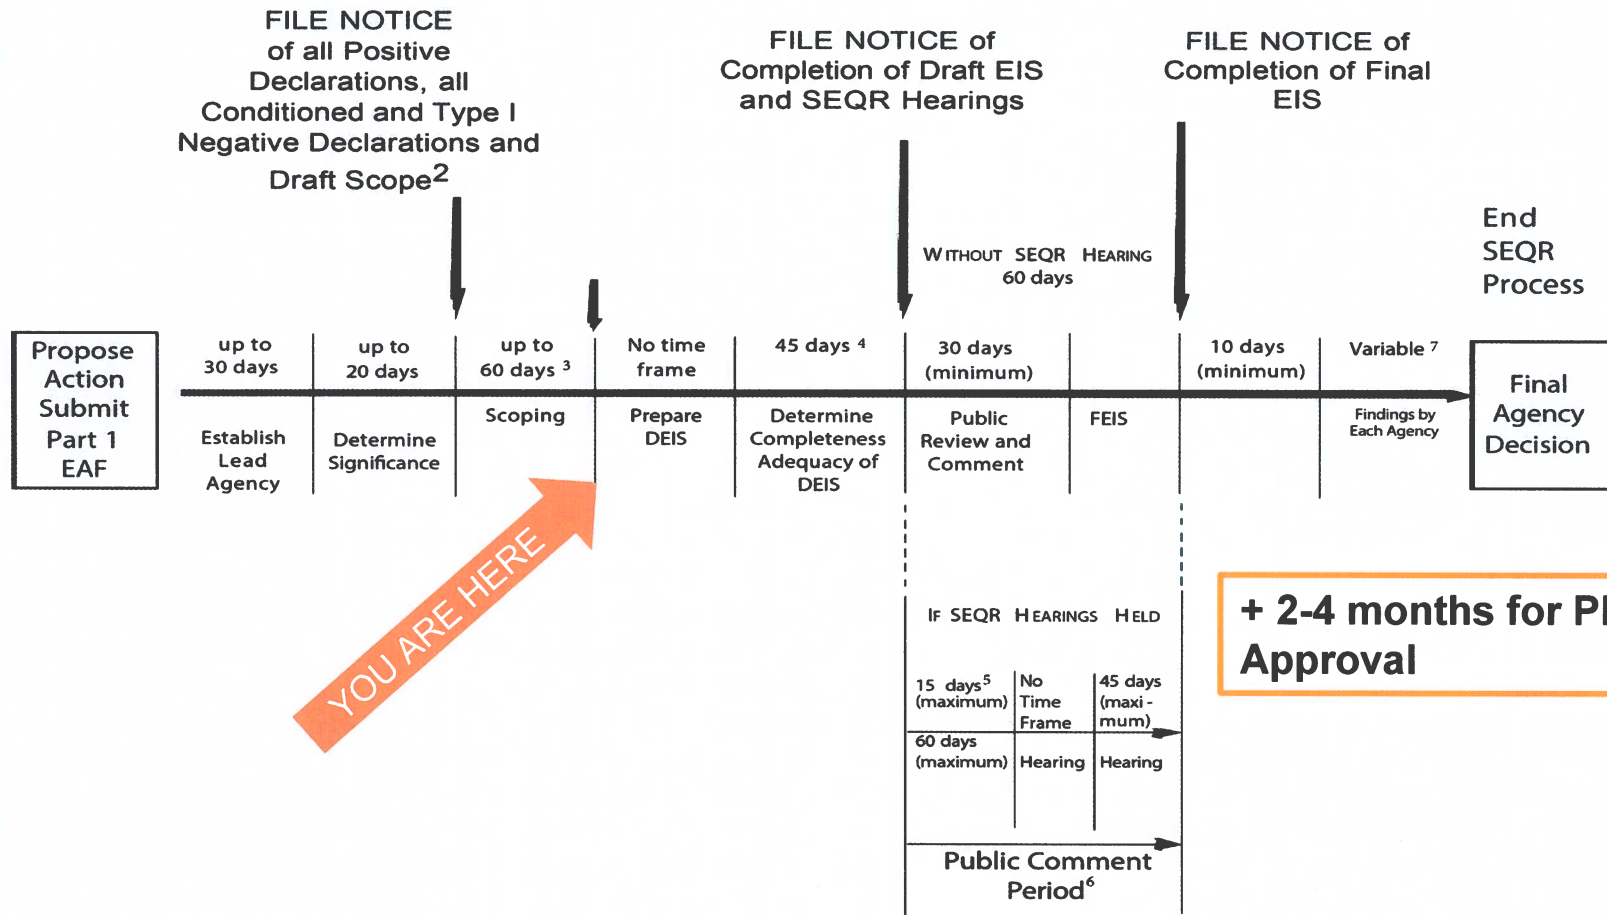 FILE NOTICE
of all Positive
Declarations, all
Conditioned and Type I
Negative Declarations and
Draft Scope2
FILE NOTICE of
Completion of Draft EIS
and SEQR Hearings
FILE NOTICE of
Completion of Final
EIS
WITHOUT SEQR HEARING
60 days
End
SEQR
Process
Propose
Action
Submit
Part 1
EAF
up to
30 days
up to
20 days
up to
60 days 3
No time
frame
45 days 4
30 days
(minimum)
10 days
(minimum)
Variable 7
Establish
Lead
Agency
Determine
Significance
Scoping
Prepare
DEIS
Determine
Completeness
Adequacy of
DEIS
Public
Review and
Comment
FEIS
Findings by
Each Agency
Final
Agency
Decision
YOU ARE HERE
IF SEQR HEARINGS HELD
15 days5
(maximum)
No
Time
Frame
45 days
(maxi -
mum)
60 days
(maximum)
Hearing
Hearing
Public Comment
Period6
+ 2-4 months for
Approval